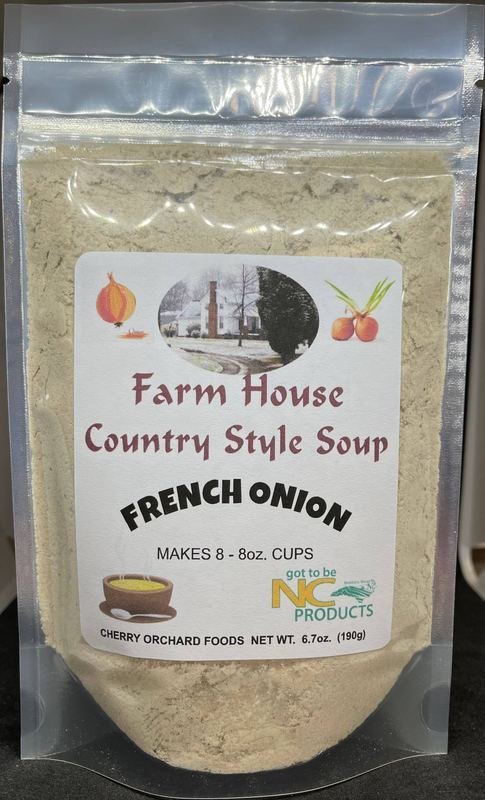 Farm House
Country Style Soup
FRENCH ONION
MAKES 8 - 8oz. CUPS
got to be
NC
PRODUCTS
CHERRY ORCHARD FOODS NET WT. 6.7oz. (190g)